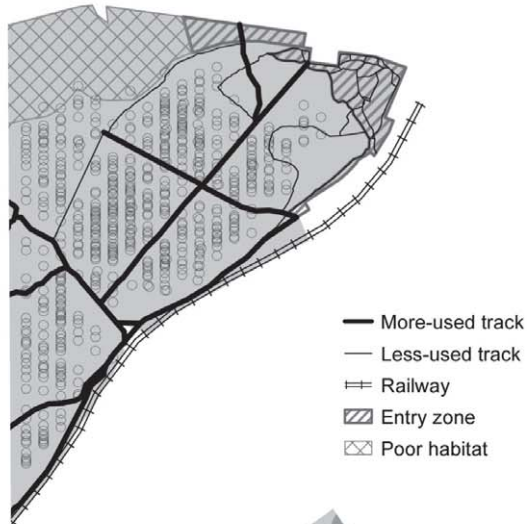 More-used track
Less-used track
Railway
Entry zone
Poor habitat